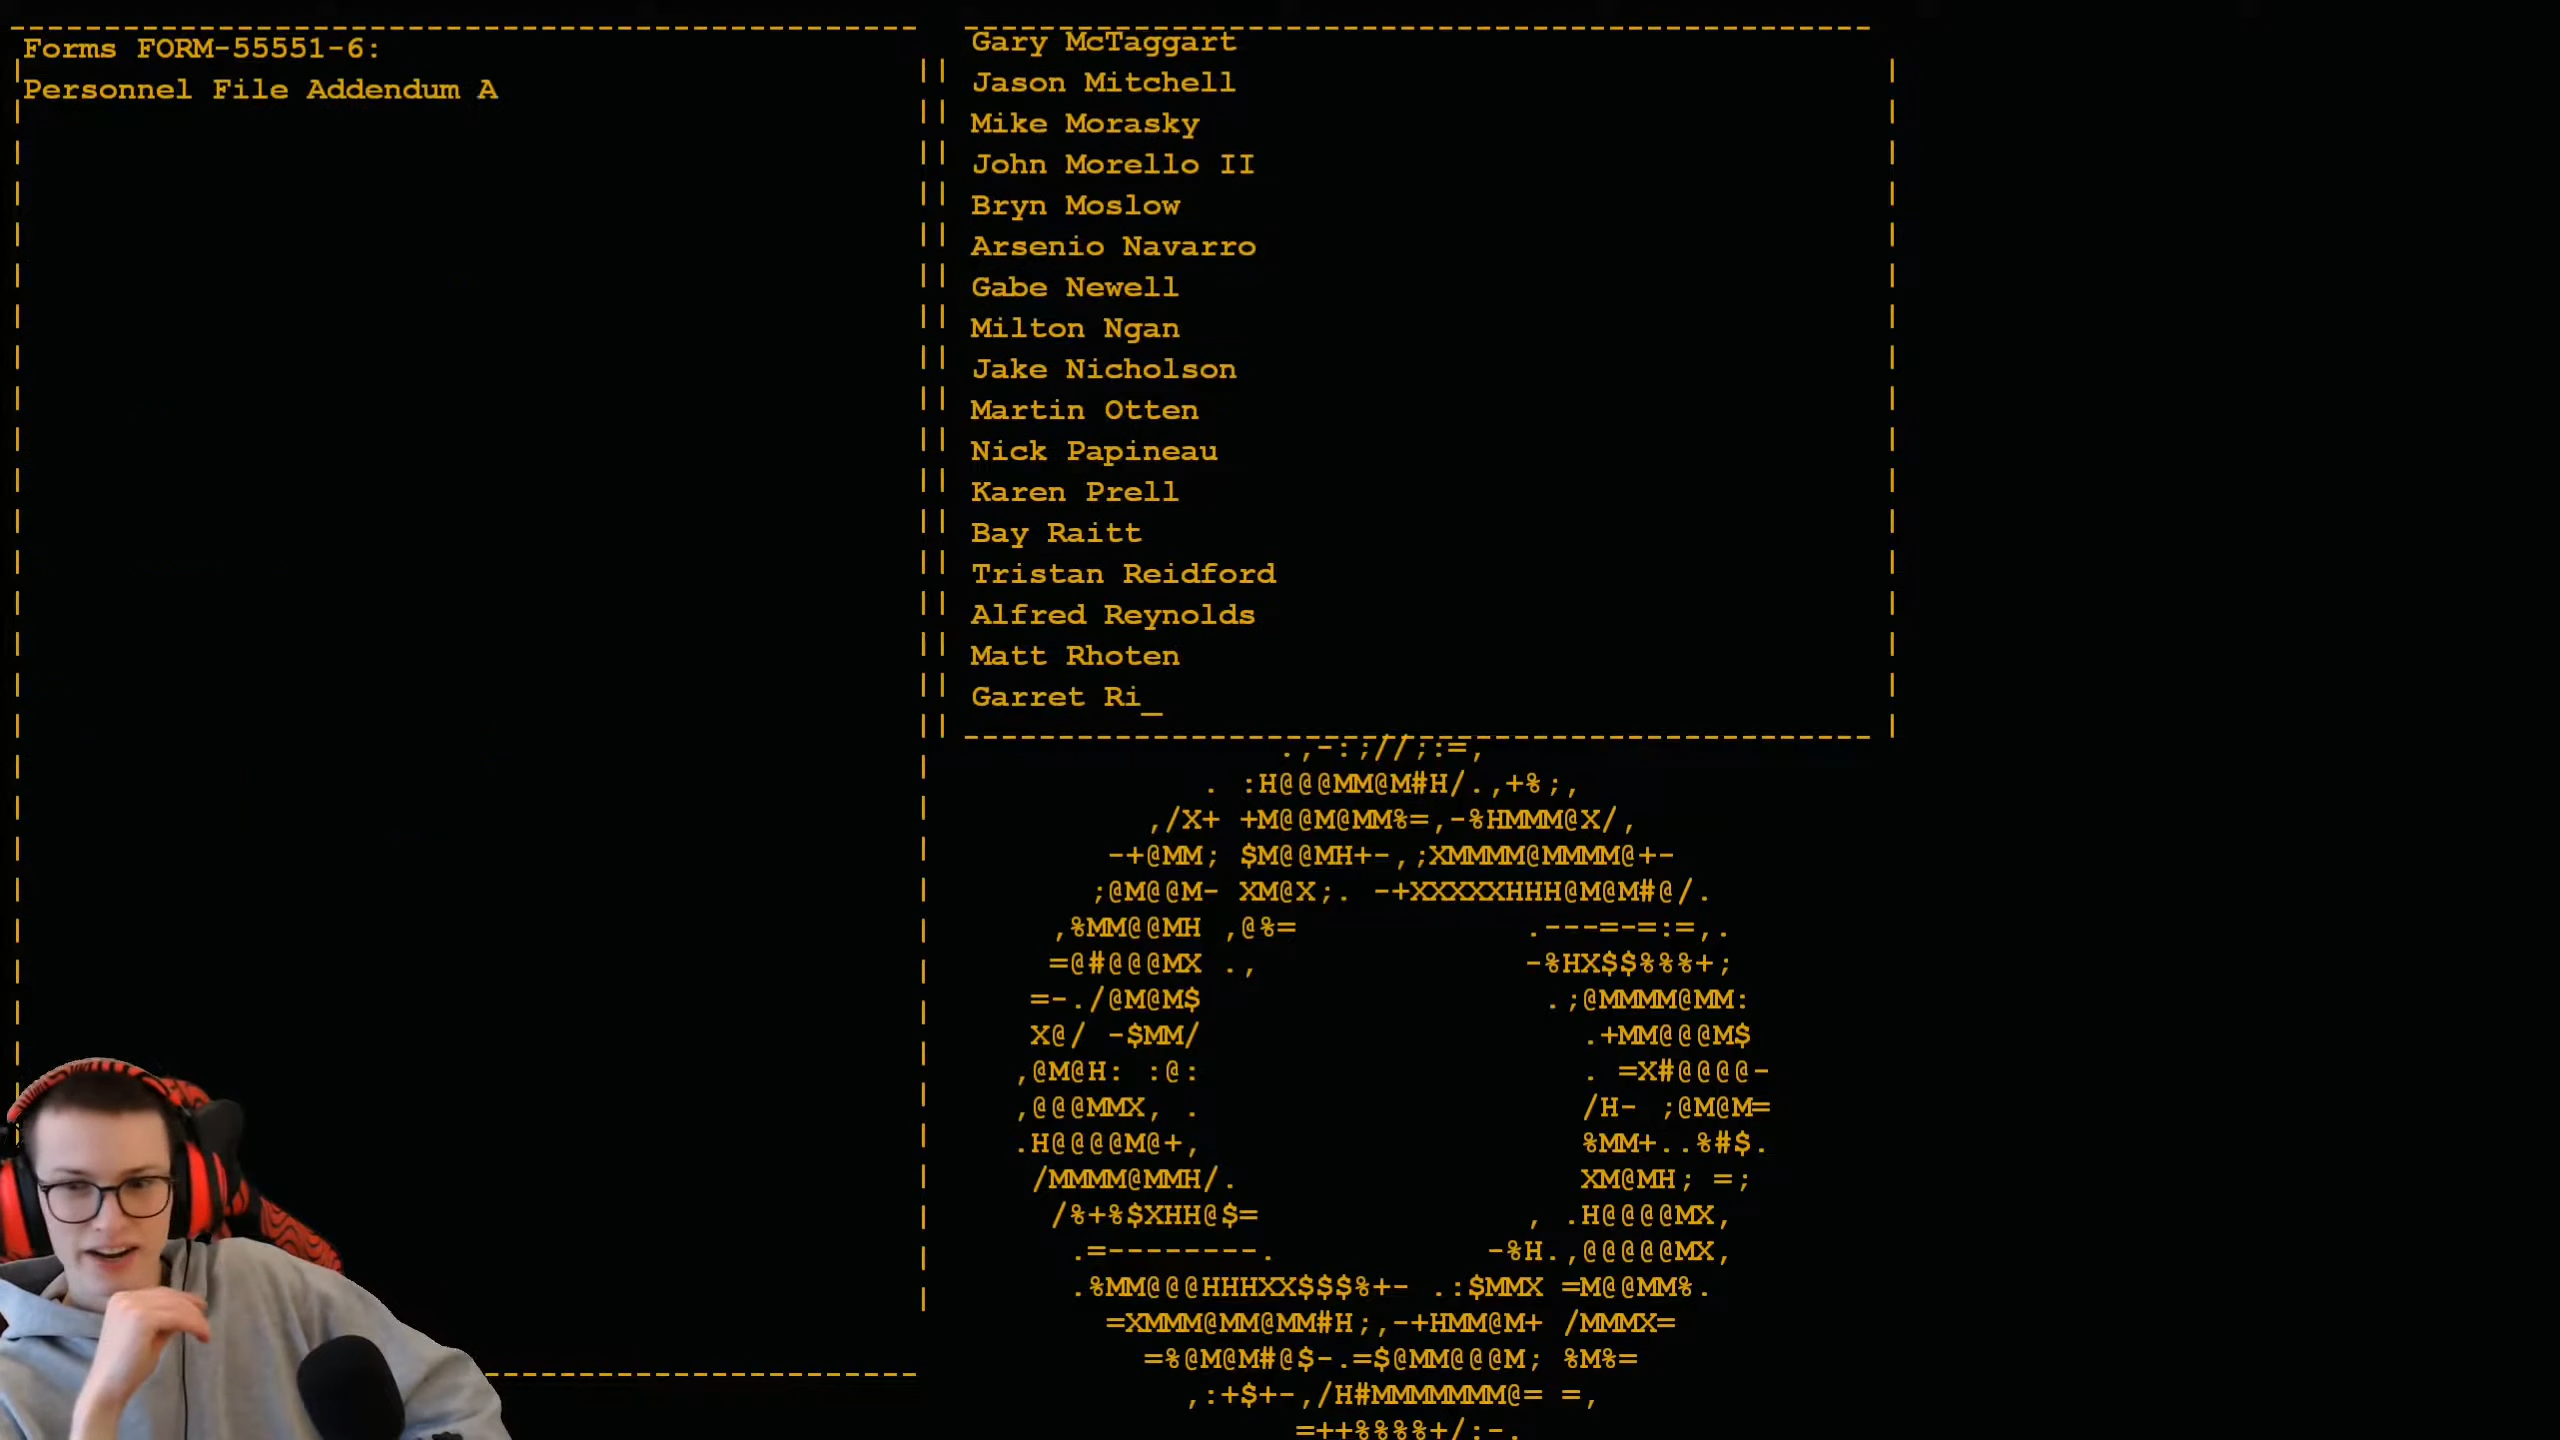 Forms FORM-55551-6:
Personnel File Addendum A
Gary McTaggart
Jason Mitchell
Mike Morasky
John Morello II
Bryn Moslow
Arsenio Navarro
Gabe Newell
Milton Ngan
Jake Nicholson
Martin Otten
Nick Papineau
Karen Prell
Bay Raitt
Tristan Reidford
Alfred Reynolds
Matt Rhoten
Garret Ri_